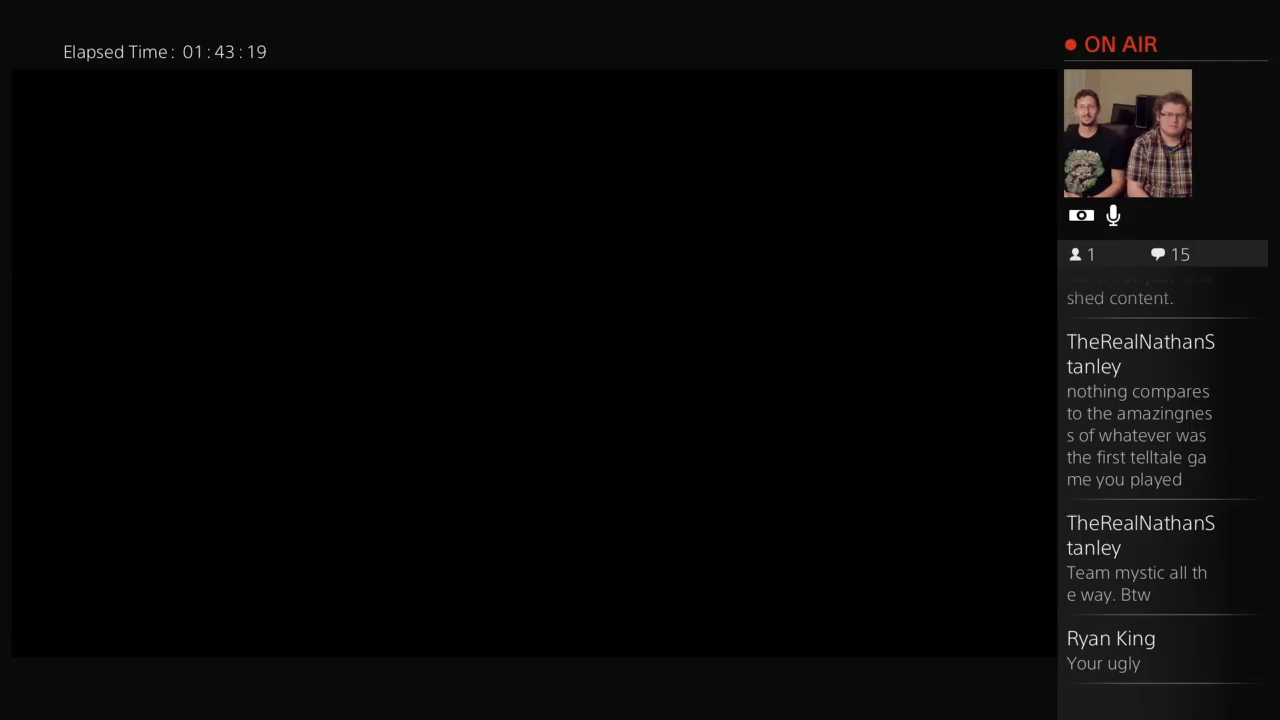 Elapsed Time: 01:43:19
ON AIR
1 15
shed content.
TheRealNathanS
tanley
nothing compares
to the amazingnes
s of whatever was
the first telltale ga
me you played
TheRealNathanS
tanley
Team mystic all th
e way. Btw
Ryan King
Your ugly